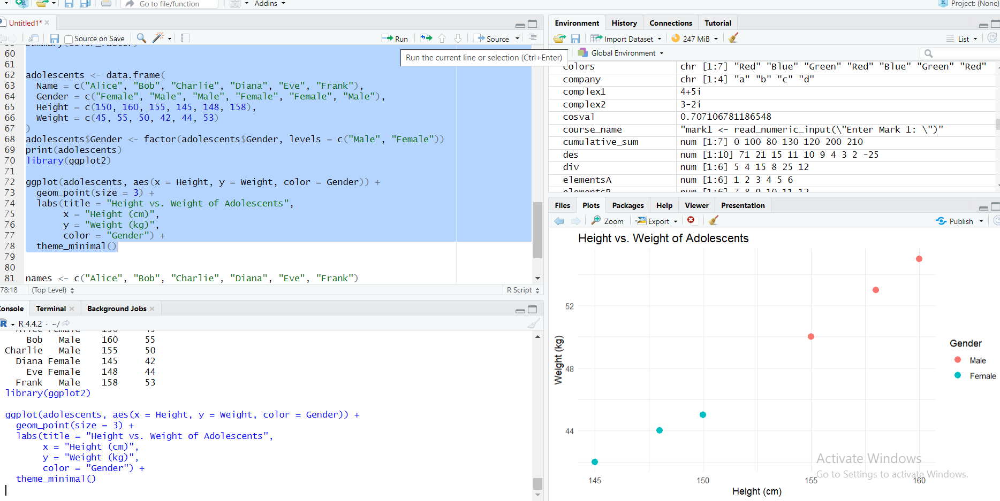 Go to file/function
Addins
Project: (None)
Untitled1*
Source on Save
Run
Source
Run the current line or selection (Ctrl+Enter)
60
61
62 adolescents <- data.frame(
63   Name = c("Alice", "Bob", "Charlie", "Diana", "Eve", "Frank"),
64   Gender = c("Female", "Male", "Male", "Female", "Female", "Male"),
65   Height = c(150, 160, 155, 145, 148, 158),
66   Weight = c(45, 55, 50, 42, 44, 53)
67 )
68 adolescents$Gender <- factor(adolescents$Gender, levels = c("Male", "Female"))
69 print(adolescents)
70 library(ggplot2)
71
72 ggplot(adolescents, aes(x = Height, y = Weight, color = Gender)) +
73   geom_point(size = 3) +
74   labs(title = "Height vs. Weight of Adolescents",
75        x = "Height (cm)",
76        y = "Weight (kg)",
77        color = "Gender") +
78   theme_minimal()
79
80
81 names <- c("Alice", "Bob", "Charlie", "Diana", "Eve", "Frank")
78:18 (Top Level) R Script
Console Terminal Background Jobs
R 4.4.2 · ~/
Bob Male 160 55
Charlie Male 155 50
Diana Female 145 42
Eve Female 148 44
Frank Male 158 53
library(ggplot2)
ggplot(adolescents, aes(x = Height, y = Weight, color = Gender)) +
  geom_point(size = 3) +
  labs(title = "Height vs. Weight of Adolescents",
       x = "Height (cm)",
       y = "Weight (kg)",
       color = "Gender") +
  theme_minimal()
Environment History Connections Tutorial
Import Dataset 247 MiB List
Global Environment
colors chr [1:7] "Red" "Blue" "Green" "Red" "Blue" "Green" "Red"
company chr [1:4] "a" "b" "c" "d"
complex1 4+5i
complex2 3-2i
cosval 0.707106781186548
course_name "mark1 <- read_numeric_input(\"Enter Mark 1: \")"
cumulative_sum num [1:7] 0 100 80 130 120 200 210
des num [1:10] 71 21 15 11 10 9 4 3 2 -25
div num [1:6] 5 4 15 8 25 12
elementsA num [1:6] 1 2 3 4 5 6
elementsB num [1:6] 7 8 9 10 11 12
Files Plots Packages Help Viewer Presentation
Zoom Export Publish
Height vs. Weight of Adolescents
52
48
44
Weight (kg)
Gender
Male
Female
145 150 155 160
Height (cm)
Activate Windows
Go to Settings to activate Windows.